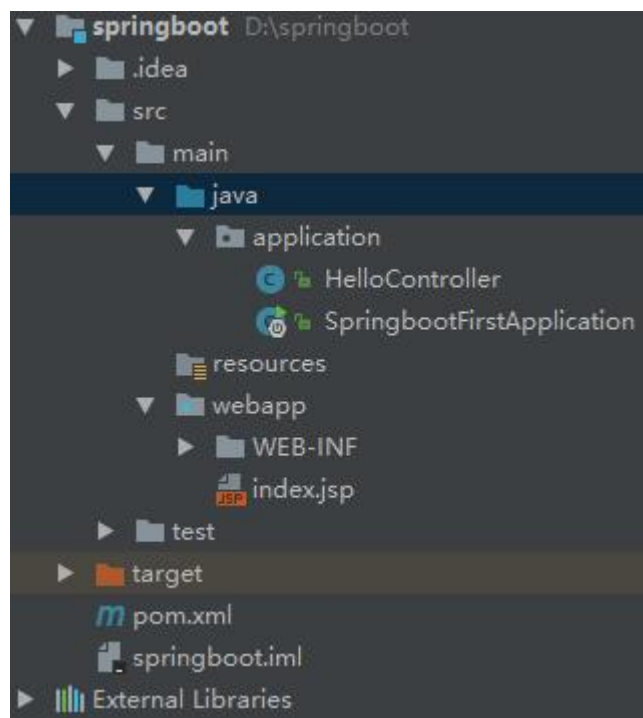 springboot D:\springboot
.idea
src
main
java
application
C HelloController
SpringbootFirstApplication
resources
webapp
WEB-INF
JSP index.jsp
test
target
m pom.xml
springboot.iml
External Libraries